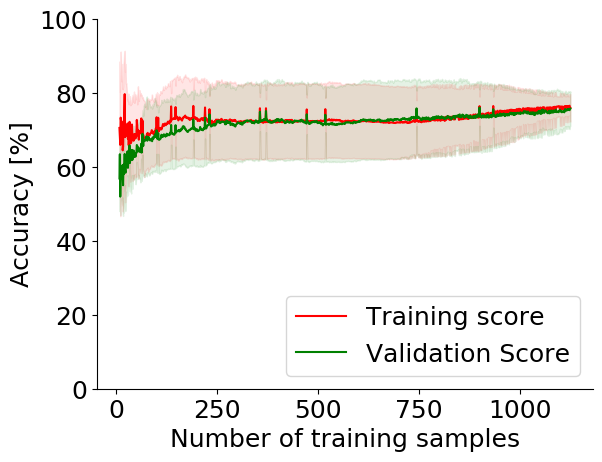 100
80
60
40
20
0
Accuracy [%]
Training score
Validation Score
0 250 500 750 1000
Number of training samples